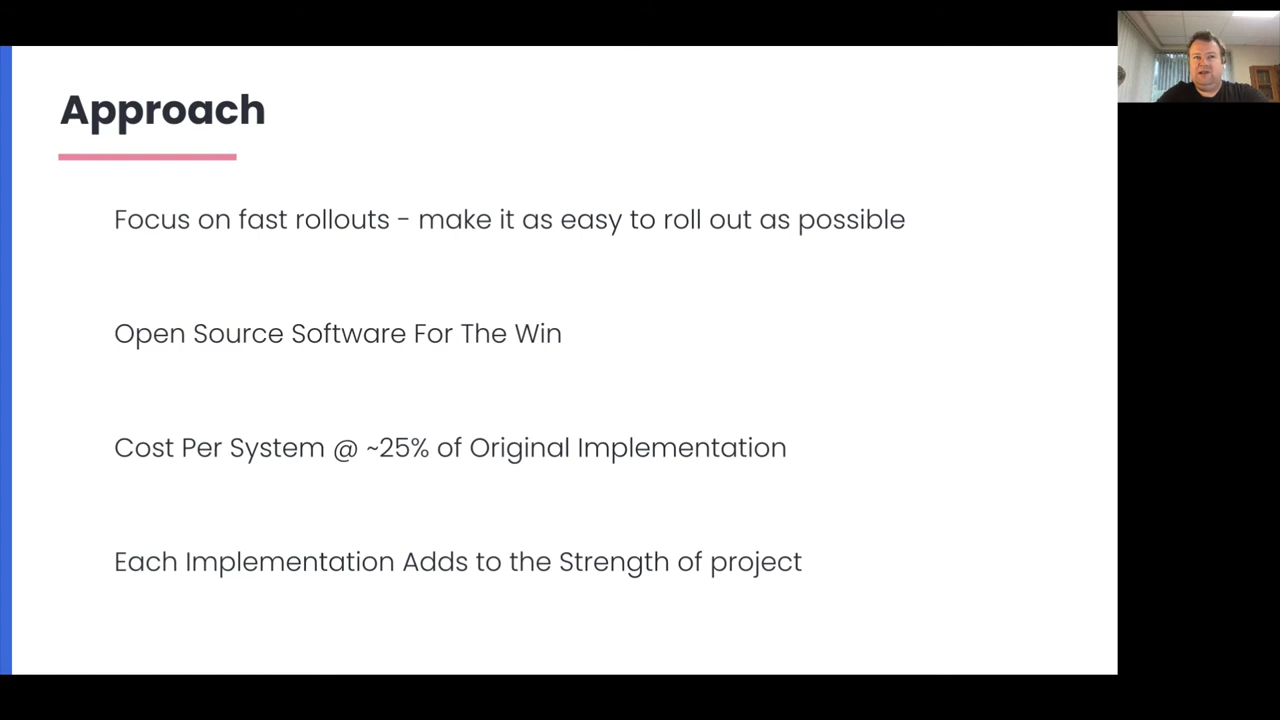 Approach
Focus on fast rollouts - make it as easy to roll out as possible
Open Source Software For The Win
Cost Per System @ ~25% of Original Implementation
Each Implementation Adds to the Strength of project